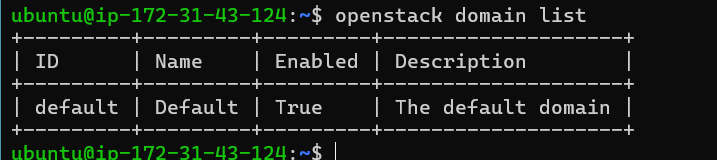 ubuntu@ip-172-31-43-124:~$ openstack domain list
+---------+---------+---------+--------------------+
| ID      | Name    | Enabled | Description        |
+---------+---------+---------+--------------------+
| default | Default | True    | The default domain |
+---------+---------+---------+--------------------+
ubuntu@ip-172-31-43-124:~$